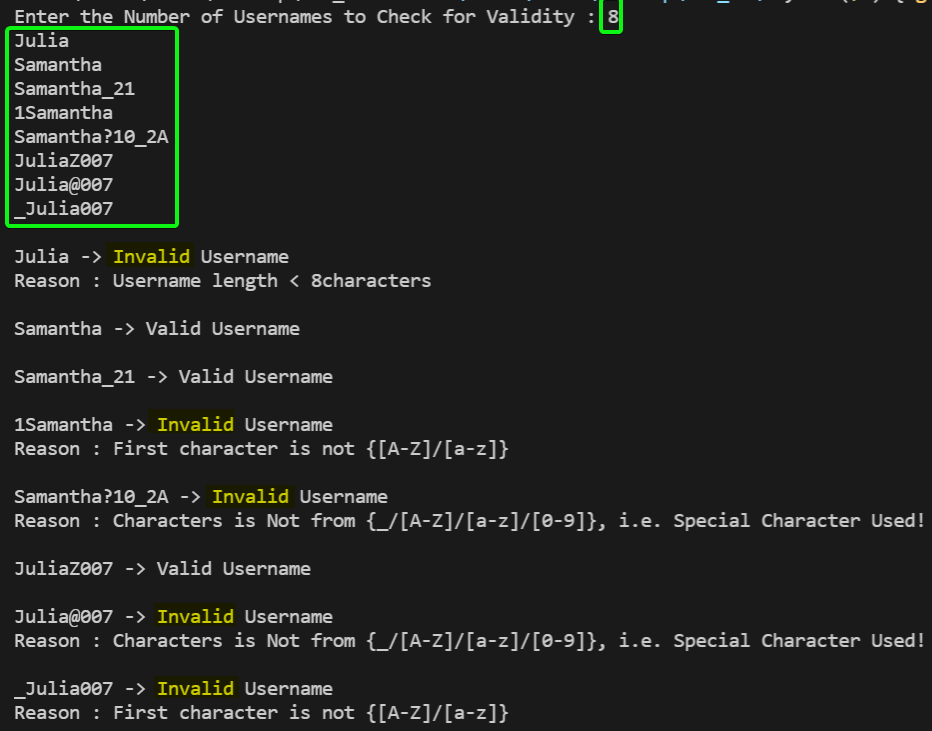 Enter the Number of Usernames to Check for Validity : 8
Julia
Samantha
Samantha_21
1Samantha
Samantha?10_2A
JuliaZ007
Julia@007
_Julia007
Julia -> Invalid Username
Reason : Username length < 8characters
Samantha -> Valid Username
Samantha_21 -> Valid Username
1Samantha -> Invalid Username
Reason : First character is not {[A-Z]/[a-z]}
Samantha?10_2A -> Invalid Username
Reason : Characters is Not from {_/[A-Z]/[a-z]/[0-9]}, i.e. Special Character Used!
JuliaZ007 -> Valid Username
Julia@007 -> Invalid Username
Reason : Characters is Not from {_/[A-Z]/[a-z]/[0-9]}, i.e. Special Character Used!
_Julia007 -> Invalid Username
Reason : First character is not {[A-Z]/[a-z]}